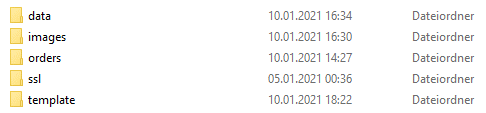 data 10.01.2021 16:34 Dateiordner
images 10.01.2021 16:30 Dateiordner
orders 10.01.2021 14:27 Dateiordner
ssl 05.01.2021 00:36 Dateiordner
template 10.01.2021 18:22 Dateiordner